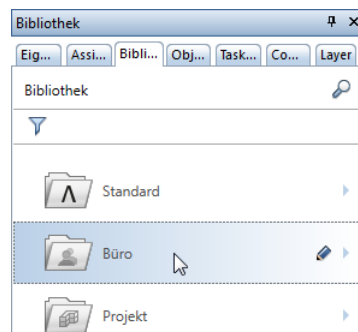 Bibliothek
Eig... Assi... Bibli... Obj... Task... Co... Layer
Bibliothek
Standard
Büro
Projekt